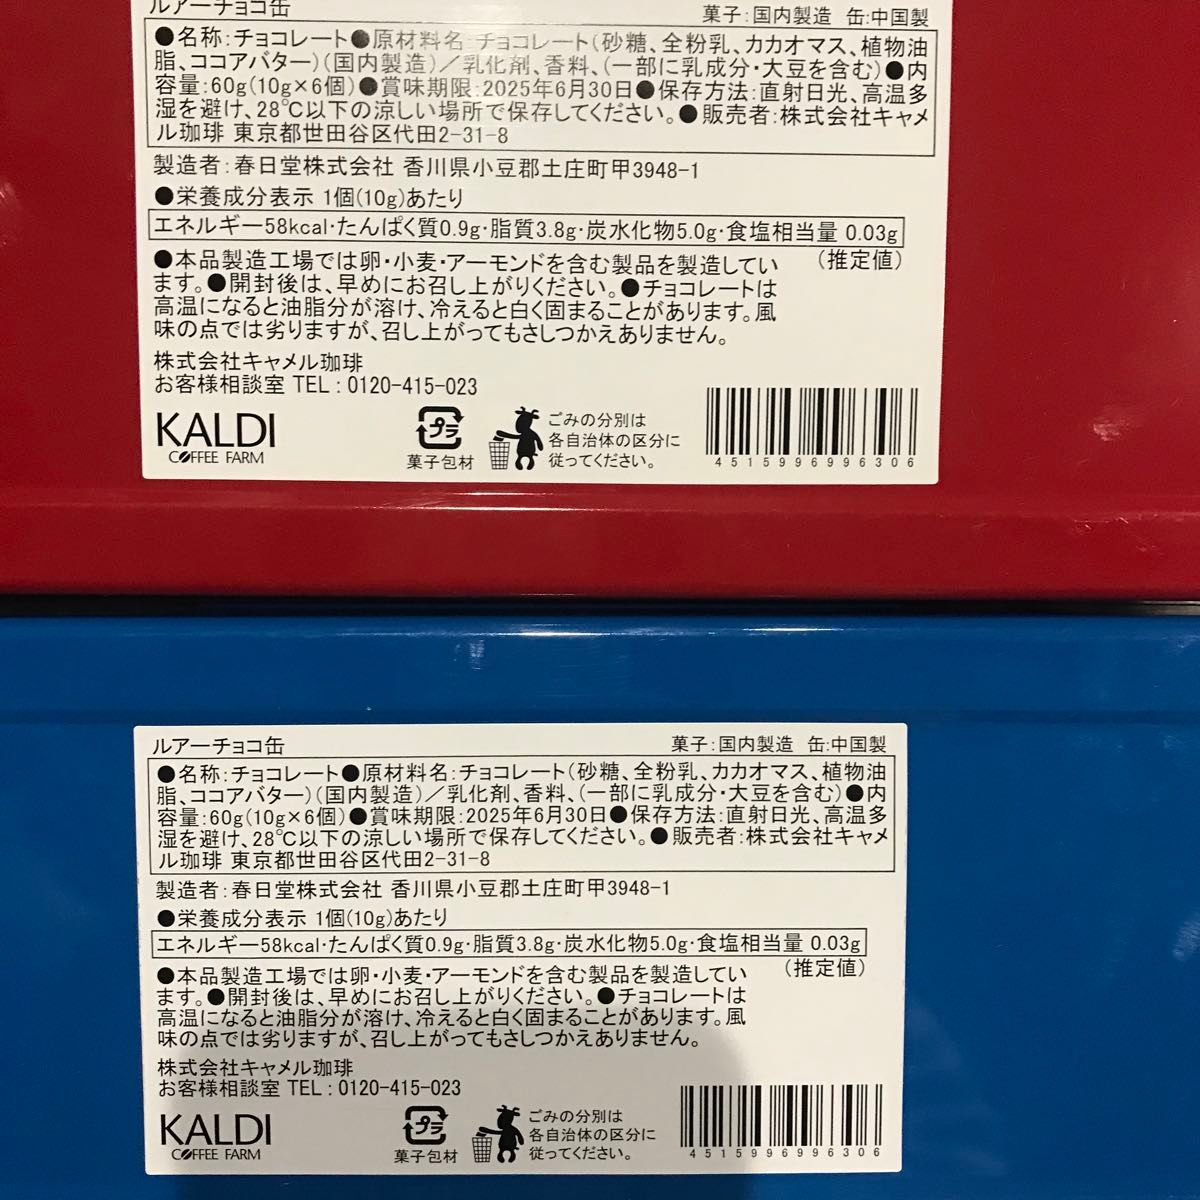 ルアーチョコ缶 菓子:国内製造 缶:中国製
●名称:チョコレート●原材料名:チョコレート(砂糖、全粉乳、カカオマス、植物油
脂、ココアバター)(国内製造)/乳化剤、香料、(一部に乳成分・大豆を含む)●内
容量:60g(10g×6個)●賞味期限:2025年6月30日●保存方法:直射日光、高温多
湿を避け、28℃以下の涼しい場所で保存してください。●販売者:株式会社キャメ
ル珈琲 東京都世田谷区代田2-31-8
製造者:春日堂株式会社 香川県小豆郡土庄町甲3948-1
●栄養成分表示 1個(10g)あたり
エネルギー58kcal・たんぱく質0.9g・脂質3.8g・炭水化物5.0g・食塩相当量 0.03g
(推定値)
●本品製造工場では卵・小麦・アーモンドを含む製品を製造してい
ます。●開封後は、早めにお召し上がりください。●チョコレートは
高温になると油脂分が溶け、冷えると白く固まることがあります。風
味の点では劣りますが、召し上がってもさしつかえありません。
株式会社キャメル珈琲
お客様相談室 TEL : 0120-415-023
KALDI
COFFEE FARM
プラ
菓子包材
ごみの分別は
各自治体の区分に
従ってください。
4515996996306
ルアーチョコ缶 菓子:国内製造 缶:中国製
●名称:チョコレート●原材料名:チョコレート(砂糖、全粉乳、カカオマス、植物油
脂、ココアバター)(国内製造)/乳化剤、香料、(一部に乳成分・大豆を含む)●内
容量:60g(10g×6個)●賞味期限:2025年6月30日●保存方法:直射日光、高温多
湿を避け、28℃以下の涼しい場所で保存してください。●販売者:株式会社キャメ
ル珈琲 東京都世田谷区代田2-31-8
製造者:春日堂株式会社 香川県小豆郡土庄町甲3948-1
●栄養成分表示 1個(10g)あたり
エネルギー58kcal・たんぱく質0.9g・脂質3.8g・炭水化物5.0g・食塩相当量 0.03g
(推定値)
●本品製造工場では卵・小麦・アーモンドを含む製品を製造してい
ます。●開封後は、早めにお召し上がりください。●チョコレートは
高温になると油脂分が溶け、冷えると白く固まることがあります。風
味の点では劣りますが、召し上がってもさしつかえありません。
株式会社キャメル珈琲
お客様相談室 TEL : 0120-415-023
KALDI
COFFEE FARM
プラ
菓子包材
ごみの分別は
各自治体の区分に
従ってください。
4515996996306